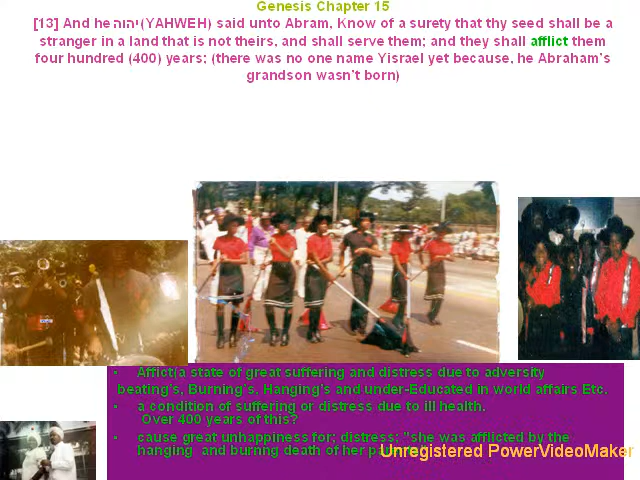 Genesis Chapter 15
[13] And he יהוה(YAHWEH) said unto Abram, Know of a surety that thy seed shall be a
stranger in a land that is not theirs, and shall serve them; and they shall afflict them
four hundred (400) years; (there was no one name Yisrael yet because, he Abraham's
grandson wasn't born)
• Affict(a state of great suffering and distress due to adversity
beating's, Burning's, Hanging's and under-Educated in world affairs Etc.
• a condition of suffering or distress due to ill health.
Over 400 years of this?
• cause great unhappiness for; distress; "she was afflicted by the
hanging and burning death of her
Unregistered PowerVideoMaker